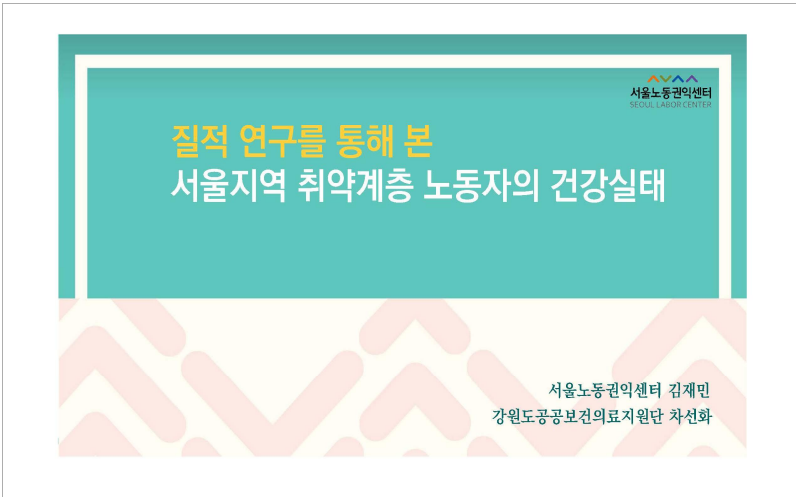 서울노동권익센터
SEOUL LABOR CENTER
질적 연구를 통해 본
서울지역 취약계층 노동자의 건강실태
서울노동권익센터 김재민
강원도공공보건의료지원단 차선화